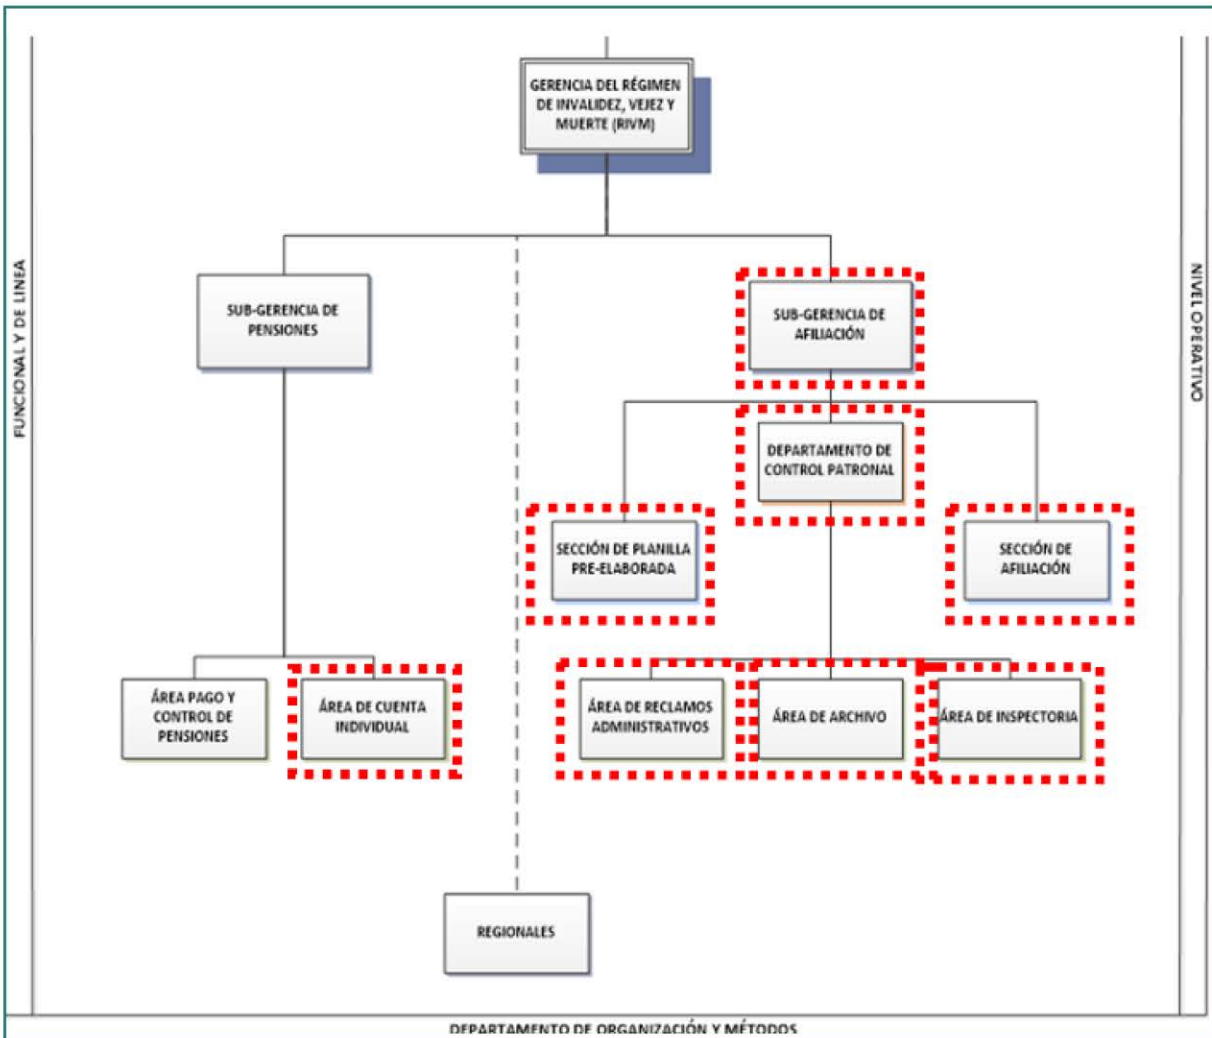 GERENCIA DEL RÉGIMEN
DE INVALIDEZ, VEJEZ Y
MUERTE (RIVM)
FUNCIONAL Y DE LINEA
NIVEL OPERATIVO
SUB-GERENCIA DE
PENSIONES
SUB-GERENCIA DE
AFILIACIÓN
DEPARTAMENTO DE
CONTROL PATRONAL
SECCIÓN DE PLANILLA
PRE-ELABORADA
SECCIÓN DE
AFILIACIÓN
ÁREA PAGO Y
CONTROL DE
PENSIONES
ÁREA DE CUENTA
INDIVIDUAL
ÁREA DE RECLAMOS
ADMINISTRATIVOS
ÁREA DE ARCHIVO
ÁREA DE INSPECTORIA
REGIONALES
DEPARTAMENTO DE ORGANIZACIÓN Y MÉTODOS